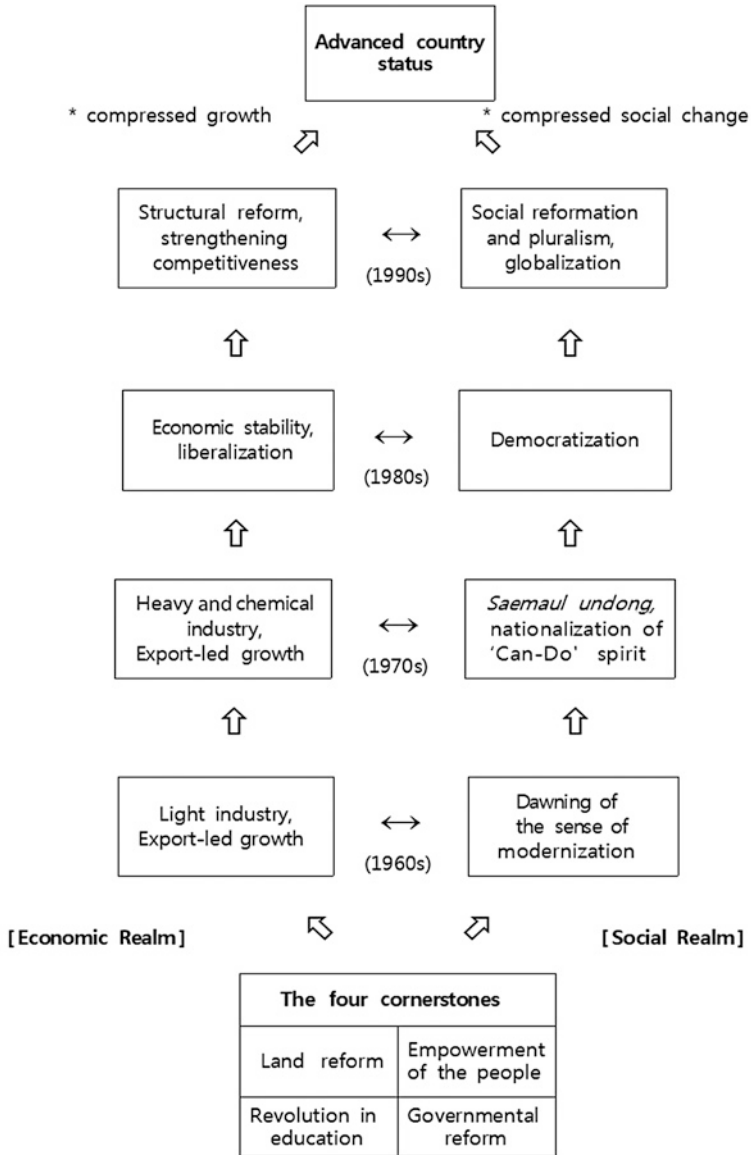 Advanced country
status
* compressed growth
* compressed social change
Structural reform,
strengthening
competitiveness
(1990s)
Social reformation
and pluralism,
globalization
Economic stability,
liberalization
(1980s)
Democratization
Heavy and chemical
industry,
Export-led growth
(1970s)
Saemaul undong,
nationalization of
‘Can-Do' spirit
Light industry,
Export-led growth
(1960s)
Dawning of
the sense of
modernization
[Economic Realm]
[Social Realm]
The four cornerstones
Land reform
Empowerment
of the people
Revolution in
education
Governmental
reform